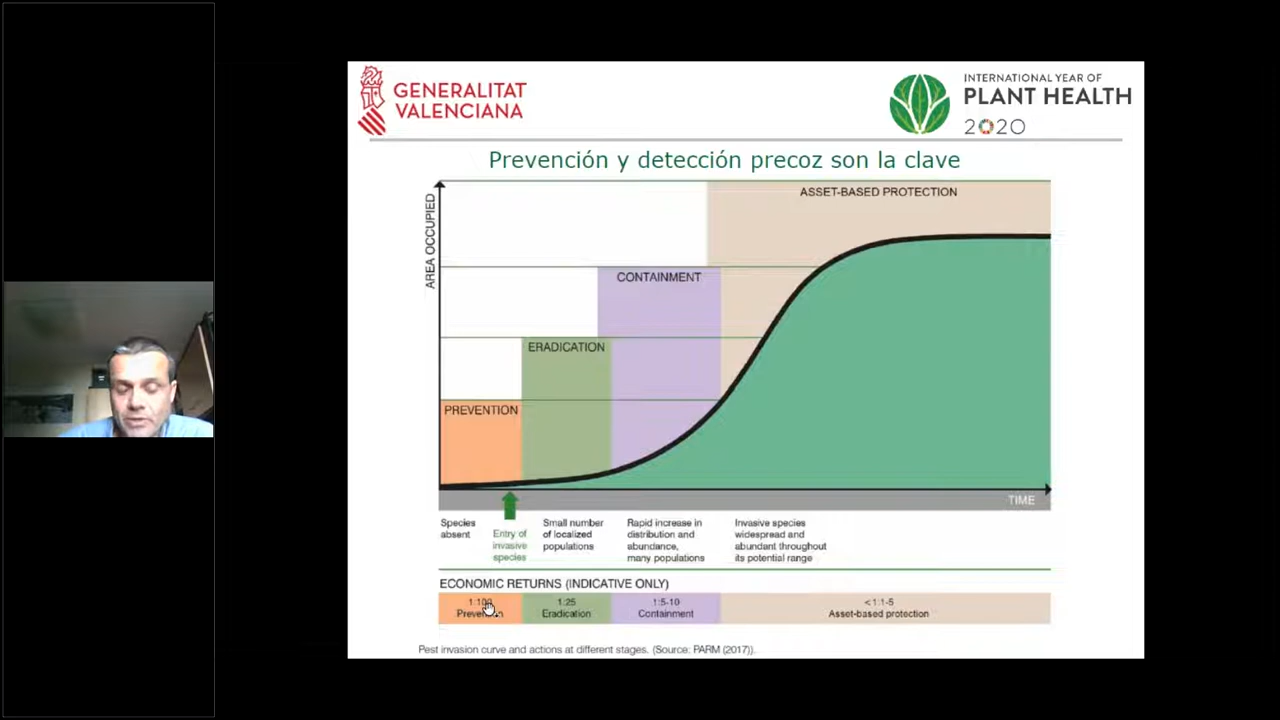 GENERALITAT
VALENCIANA
INTERNATIONAL YEAR OF
PLANT HEALTH
2020
Prevención y detección precoz son la clave
AREA OCCUPIED
ASSET-BASED PROTECTION
CONTAINMENT
ERADICATION
PREVENTION
TIME
Species
absent
Entry of
invasive
species
Small number
of localized
populations
Rapid increase in
distribution and
abundance,
many populations
Invasive species
widespread and
abundant throughout
its potential range
ECONOMIC RETURNS (INDICATIVE ONLY)
1:100
Prevention
1:25
Eradication
1:5-10
Containment
<1:1-5
Asset-based protection
Pest invasion curve and actions at different stages. (Source: PARM (2017)).